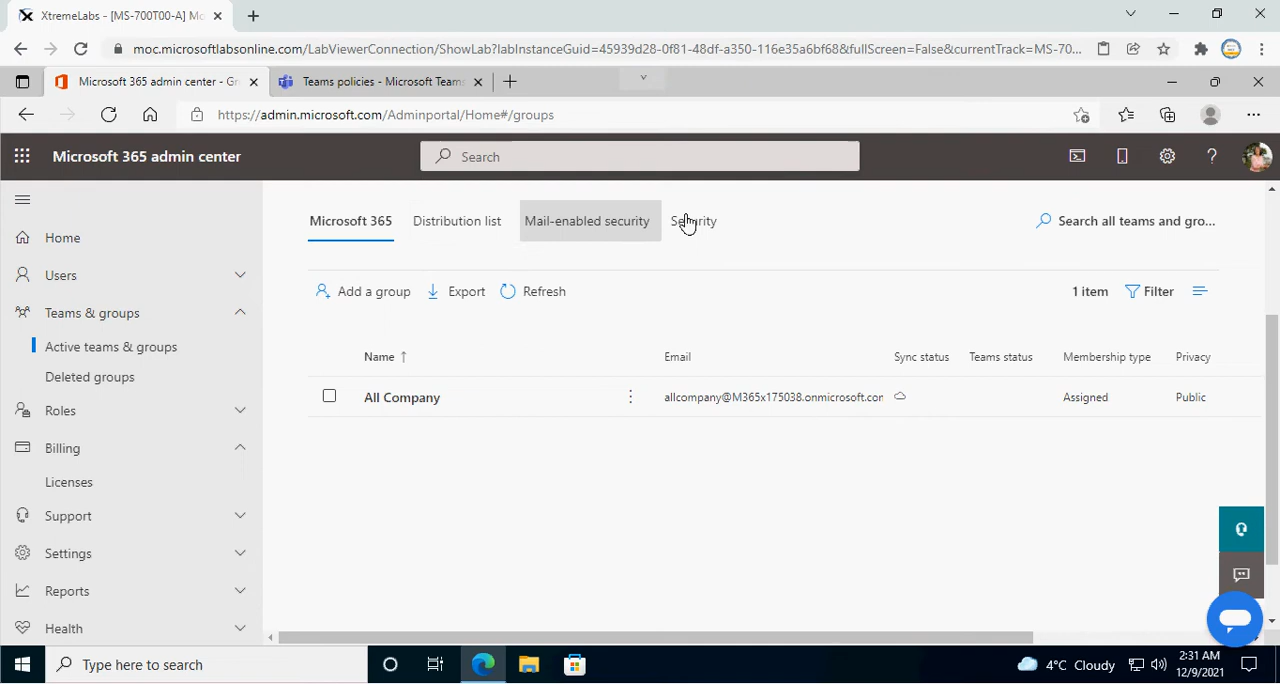 XtremeLabs - [MS-700T00-A] Mo
moc.microsoftlabsonline.com/LabViewerConnection/ShowLab?labInstanceGuid=45939d28-0f81-48df-a350-116e35a6bf68&fullScreen=False&currentTrack=MS-70...
Microsoft 365 admin center - Gr
Teams policies - Microsoft Teams
https://admin.microsoft.com/Adminportal/Home#/groups
Microsoft 365 admin center
Search
Microsoft 365
Distribution list
Mail-enabled security
Security
Search all teams and gro...
Home
Users
Teams & groups
Active teams & groups
Deleted groups
Roles
Billing
Licenses
Support
Settings
Reports
Health
Add a group
Export
Refresh
1 item
Filter
Name ↑
Email
Sync status
Teams status
Membership type
Privacy
All Company
allcompany@M365x175038.onmicrosoft.com
Assigned
Public
Type here to search
4°C Cloudy
2:31 AM
12/9/2021